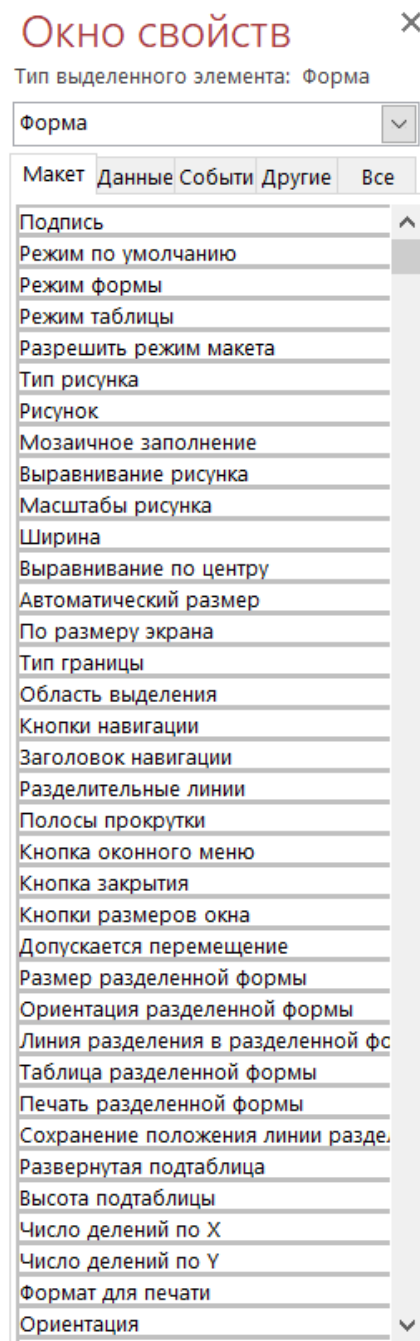 Окно свойств
Тип выделенного элемента: Форма
Форма
Макет Данные Событи Другие Все
Подпись
Режим по умолчанию
Режим формы
Режим таблицы
Разрешить режим макета
Тип рисунка
Рисунок
Мозаичное заполнение
Выравнивание рисунка
Масштабы рисунка
Ширина
Выравнивание по центру
Автоматический размер
По размеру экрана
Тип границы
Область выделения
Кнопки навигации
Заголовок навигации
Разделительные линии
Полосы прокрутки
Кнопка оконного меню
Кнопка закрытия
Кнопки размеров окна
Допускается перемещение
Размер разделенной формы
Ориентация разделенной формы
Линия разделения в разделенной фо
Таблица разделенной формы
Печать разделенной формы
Сохранение положения линии раздел
Развернутая подтаблица
Высота подтаблицы
Число делений по X
Число делений по Y
Формат для печати
Ориентация